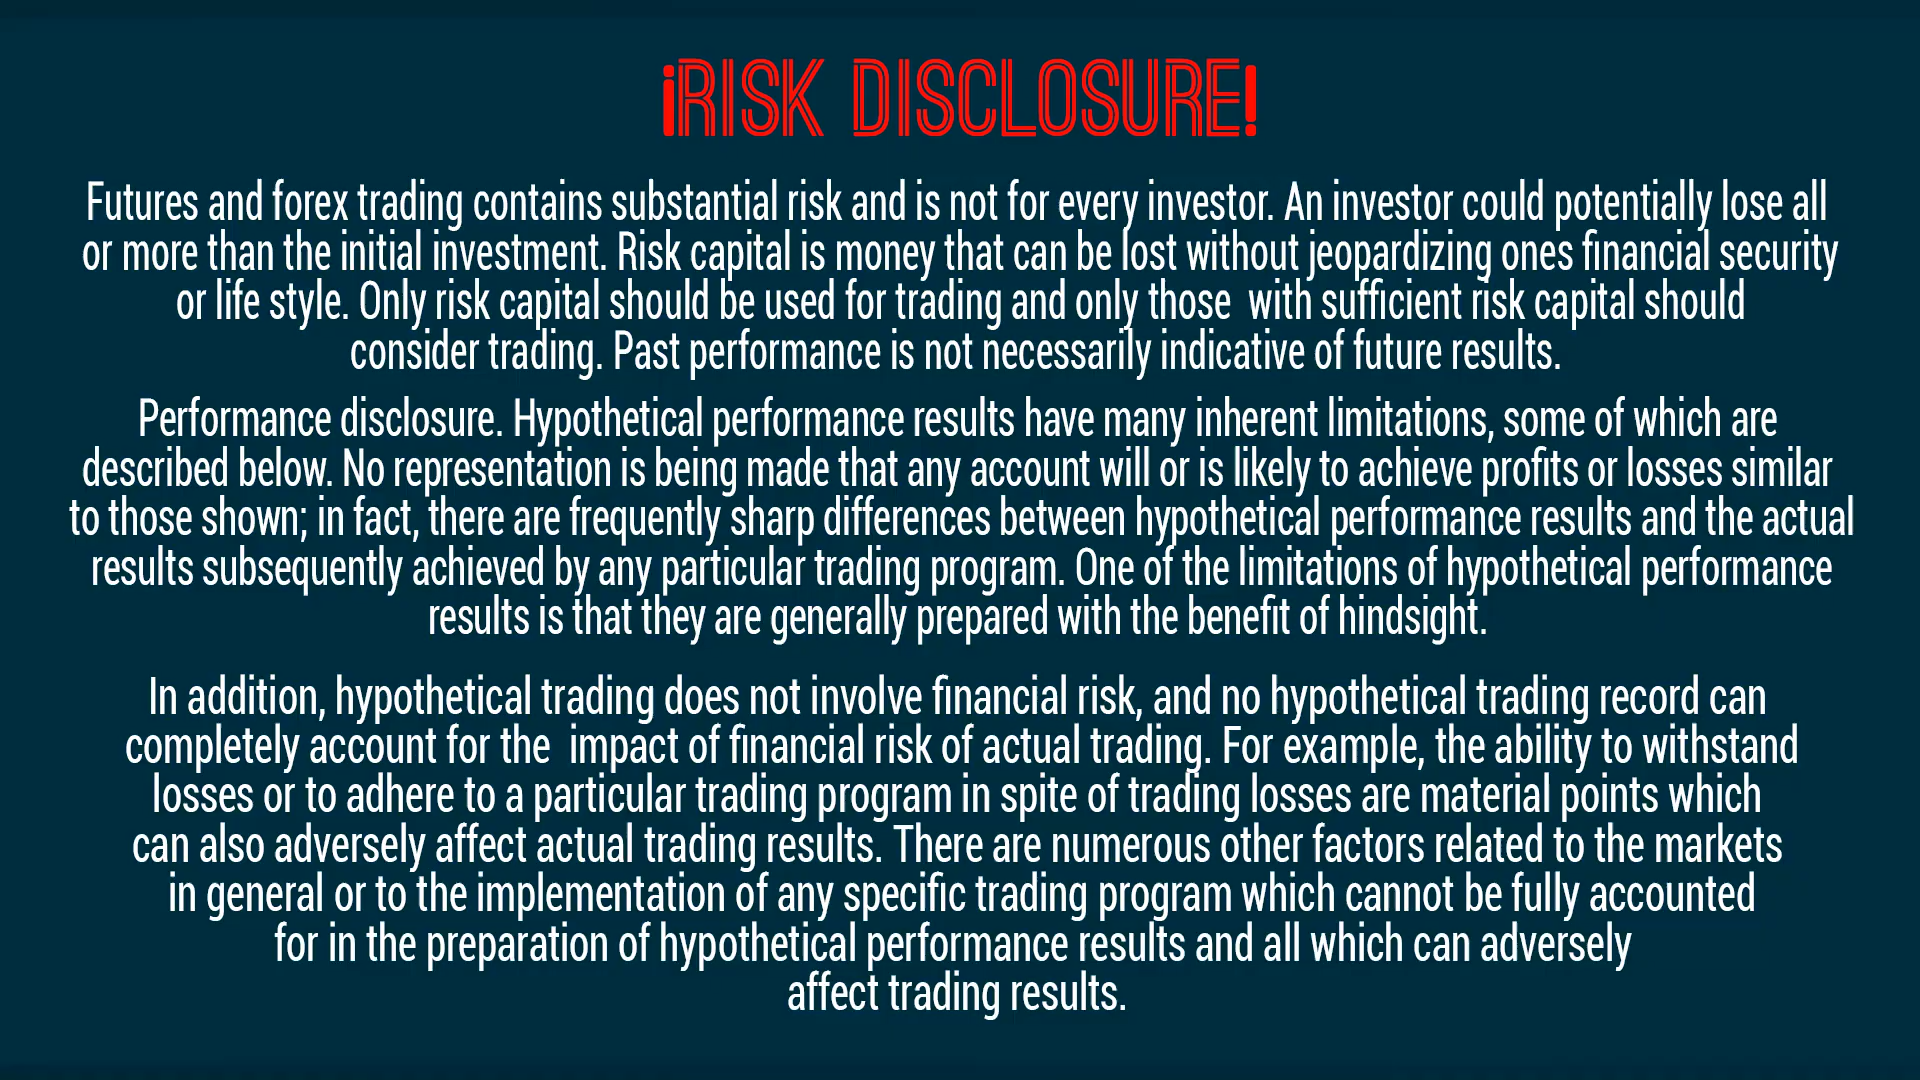 ¡RISK DISCLOSURE!
Futures and forex trading contains substantial risk and is not for every investor. An investor could potentially lose all
or more than the initial investment. Risk capital is money that can be lost without jeopardizing ones financial security
or life style. Only risk capital should be used for trading and only those  with sufficient risk capital should
consider trading. Past performance is not necessarily indicative of future results.
Performance disclosure. Hypothetical performance results have many inherent limitations, some of which are
described below. No representation is being made that any account will or is likely to achieve profits or losses similar
to those shown; in fact, there are frequently sharp differences between hypothetical performance results and the actual
results subsequently achieved by any particular trading program. One of the limitations of hypothetical performance
results is that they are generally prepared with the benefit of hindsight.
In addition, hypothetical trading does not involve financial risk, and no hypothetical trading record can
completely account for the  impact of financial risk of actual trading. For example, the ability to withstand
losses or to adhere to a particular trading program in spite of trading losses are material points which
can also adversely affect actual trading results. There are numerous other factors related to the markets
in general or to the implementation of any specific trading program which cannot be fully accounted
for in the preparation of hypothetical performance results and all which can adversely
affect trading results.